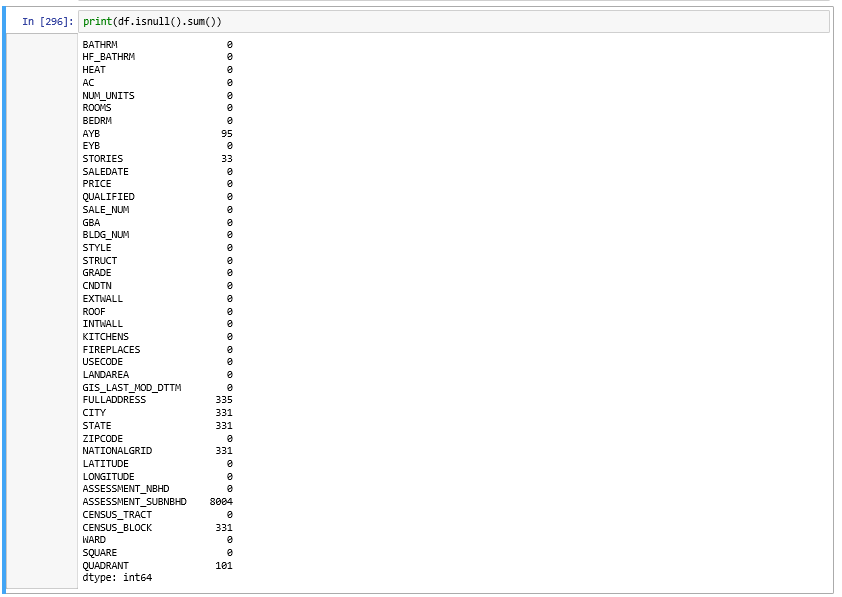 In [296]: print(df.isnull().sum())
BATHRM 0
HF_BATHRM 0
HEAT 0
AC 0
NUM_UNITS 0
ROOMS 0
BEDRM 0
AYB 95
EYB 0
STORIES 33
SALEDATE 0
PRICE 0
QUALIFIED 0
SALE_NUM 0
GBA 0
BLDG_NUM 0
STYLE 0
STRUCT 0
GRADE 0
CNDTN 0
EXTWALL 0
ROOF 0
INTWALL 0
KITCHENS 0
FIREPLACES 0
USECODE 0
LANDAREA 0
GIS_LAST_MOD_DTTM 0
FULLADDRESS 335
CITY 331
STATE 331
ZIPCODE 0
NATIONALGRID 331
LATITUDE 0
LONGITUDE 0
ASSESSMENT_NBHD 0
ASSESSMENT_SUBNBHD 8004
CENSUS_TRACT 0
CENSUS_BLOCK 331
WARD 0
SQUARE 0
QUADRANT 101
dtype: int64